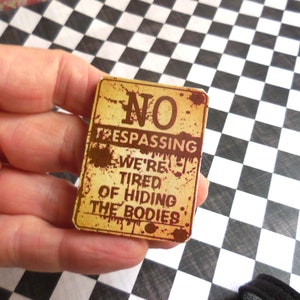 NO
TRESPASSING
WE'RE
TIRED
OF HIDING
THE BODIES